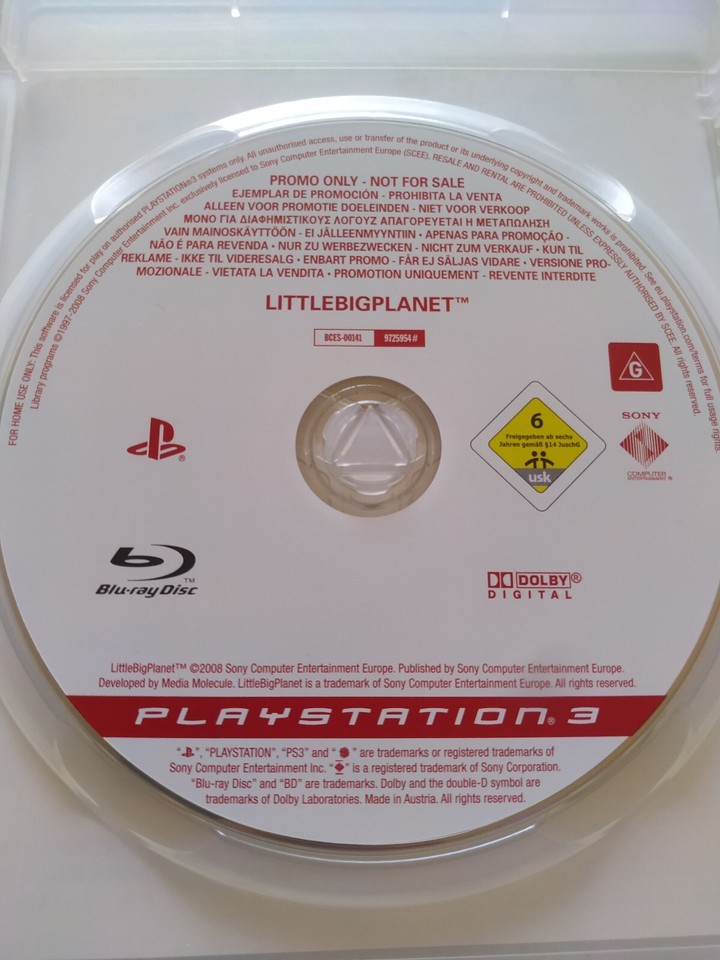 FOR HOME USE ONLY: This software is licensed for play on authorised PLAYSTATION®3 systems only. All unauthorised access, use or transfer of the product or its underlying copyright and trademark works is prohibited. See eu.playstation.com/terms for full usage rights.
Library programs ©1997-2008 Sony Computer Entertainment Inc. exclusively licensed to Sony Computer Entertainment Europe (SCEE). RESALE AND RENTAL ARE PROHIBITED UNLESS EXPRESSLY AUTHORISED BY SCEE. All rights reserved.
PROMO ONLY - NOT FOR SALE
EJEMPLAR DE PROMOCIÓN - PROHIBITA LA VENTA
ALLEEN VOOR PROMOTIE DOELEINDEN - NIET VOOR VERKOOP
ΜΟΝΟ ΓΙΑ ΔΙΑΦΗΜΙΣΤΙΚΟΥΣ ΛΟΓΟΥΖ ΑΠΑΓΟΡΕΥΕΤΑΙ Η ΜΕΤΑΠΩΛΗΣΗ
VAIN MAINOSKÄYTTÖÖN - EI JÄLLEENMYYNTIIN • APENAS PARA PROMOÇÃO -
NÃO É PARA REVENDA • NUR ZU WERBEZWECKEN - NICHT ZUM VERKAUF • KUN TIL
REKLAME - IKKE TIL VIDERESALG • ENBART PROMO - FÅR EJ SÄLJAS VIDARE • VERSIONE PRO-
MOZIONALE - VIETATA LA VENDITA • PROMOTION UNIQUEMENT - REVENTE INTERDITE
LITTLEBIGPLANET™
BCES-00141 9725954#
G
6
Freigegeben ab sechs
Jahren gemäß §14 JuschG
usk
SONY
COMPUTER
ENTERTAINMENT ®
Blu-ray Disc™
DOLBY®
DIGITAL
LittleBigPlanet™ ©2008 Sony Computer Entertainment Europe. Published by Sony Computer Entertainment Europe.
Developed by Media Molecule. LittleBigPlanet is a trademark of Sony Computer Entertainment Europe. All rights reserved.
PLAYSTATION® 3
“ ”, “PLAYSTATION”, “PS3” and “ ” are trademarks or registered trademarks of
Sony Computer Entertainment Inc. “ ” is a registered trademark of Sony Corporation.
“Blu-ray Disc” and “BD” are trademarks. Dolby and the double-D symbol are
trademarks of Dolby Laboratories. Made in Austria. All rights reserved.